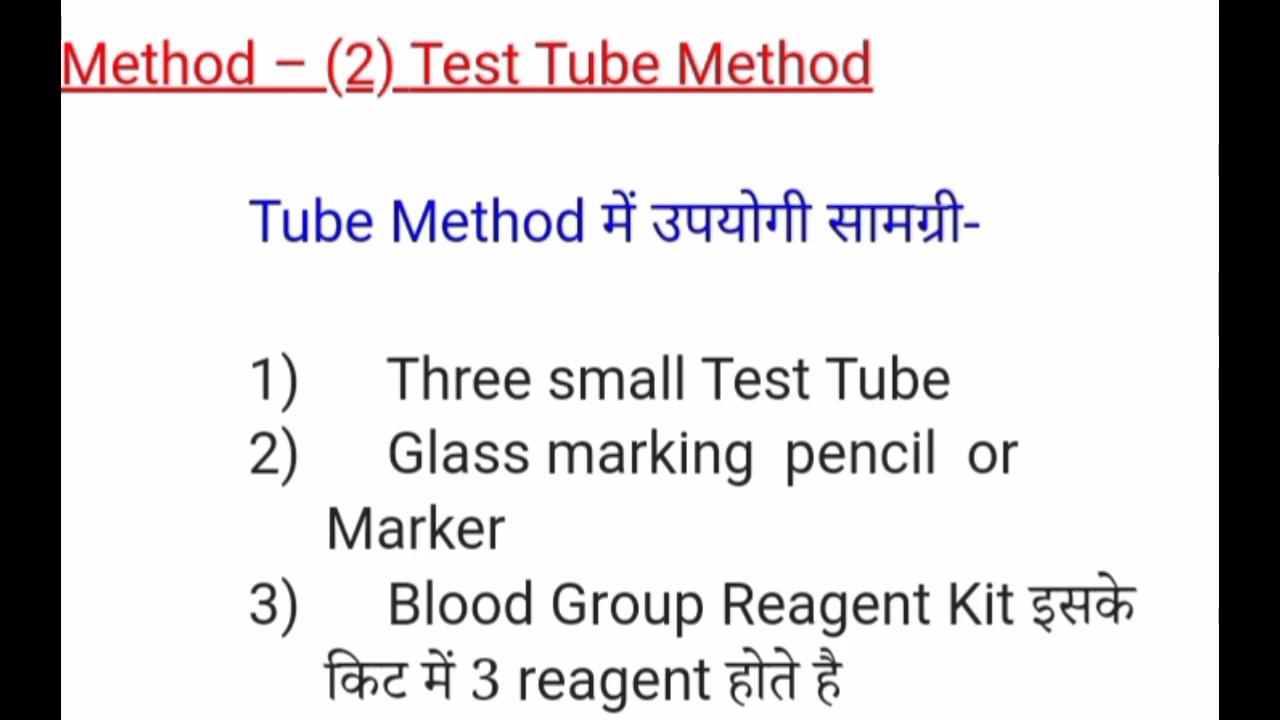 Method – (2) Test Tube Method
Tube Method में उपयोगी सामग्री-
1) Three small Test Tube
2) Glass marking pencil or
Marker
3) Blood Group Reagent Kit इसके
किट में 3 reagent होते है